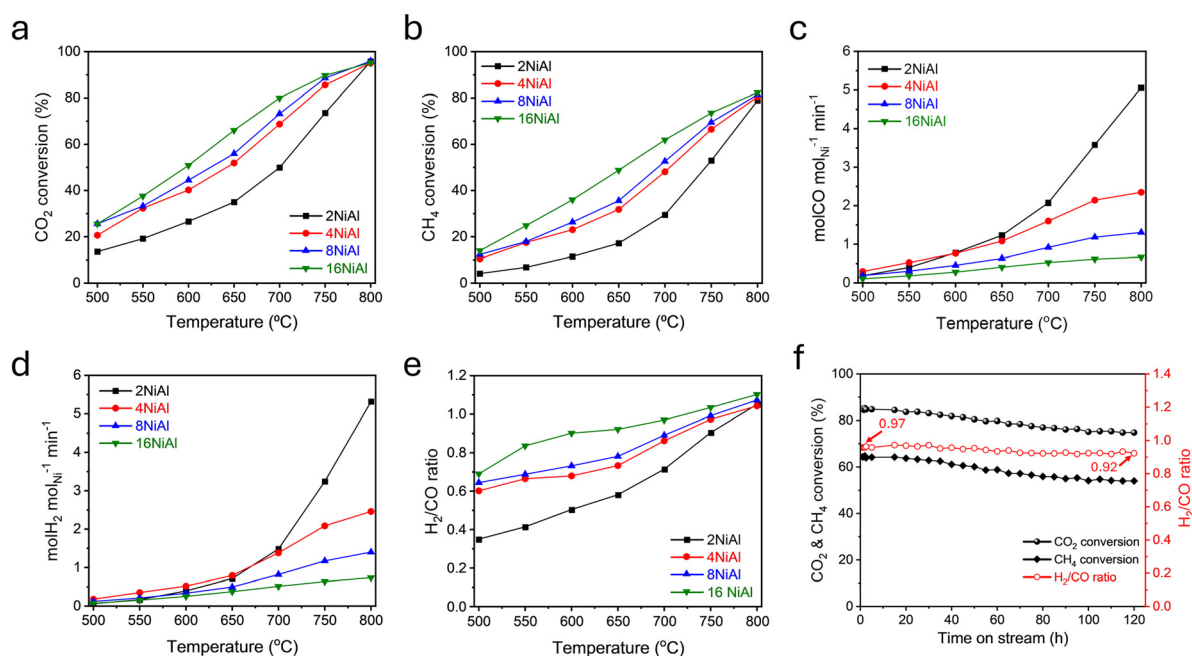 a
100
80
60
40
20
0
CO₂ conversion (%)
2NiAl
4NiAl
8NiAl
16NiAl
500 550 600 650 700 750 800
Temperature (ºC)
b
100
80
60
40
20
0
CH₄ conversion (%)
2NiAl
4NiAl
8NiAl
16NiAl
500 550 600 650 700 750 800
Temperature (ºC)
c
6
5
4
3
2
1
0
molCO mol_Ni⁻¹ min⁻¹
2NiAl
4NiAl
8NiAl
16NiAl
500 550 600 650 700 750 800
Temperature (°C)
d
6
5
4
3
2
1
0
molH₂ mol_Ni⁻¹ min⁻¹
2NiAl
4NiAl
8NiAl
16NiAl
500 550 600 650 700 750 800
Temperature (°C)
e
1.2
1.0
0.8
0.6
0.4
0.2
0.0
H₂/CO ratio
2NiAl
4NiAl
8NiAl
16 NiAl
500 550 600 650 700 750 800
Temperature (°C)
f
100
80
60
40
20
0
CO₂ & CH₄ conversion (%)
0.97
0.92
CO₂ conversion
CH₄ conversion
H₂/CO ratio
0 20 40 60 80 100 120
Time on stream (h)
1.4
1.2
1.0
0.8
0.6
0.4
0.2
0.0
H₂/CO ratio